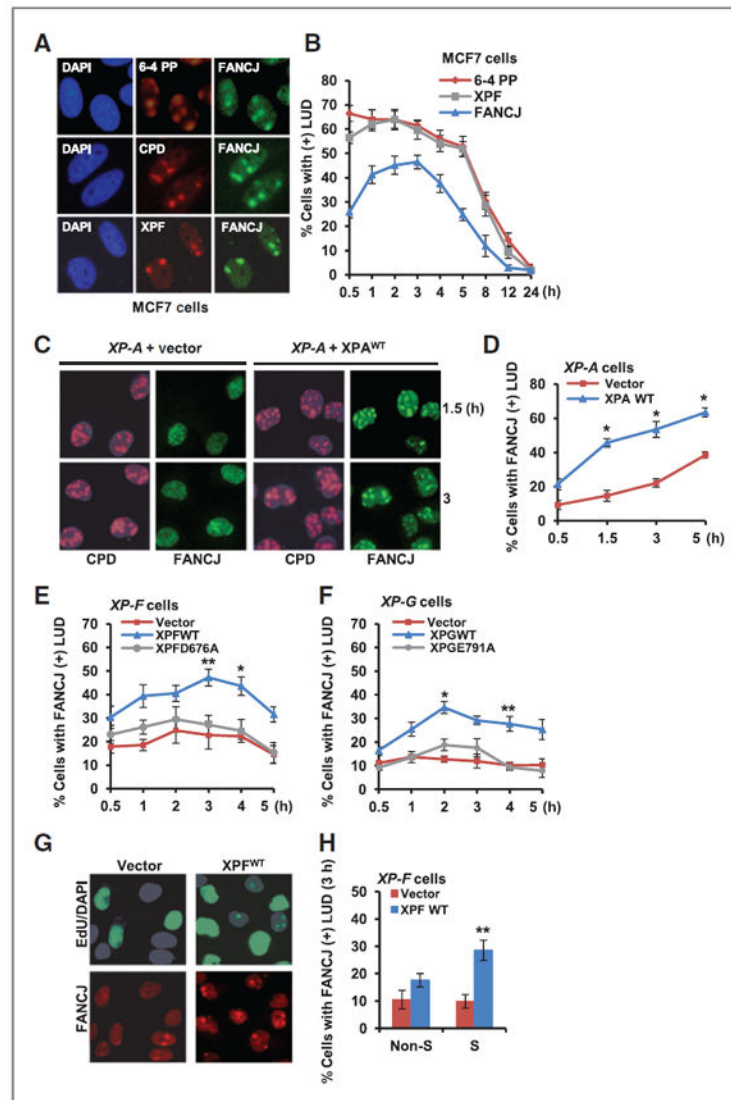 A
DAPI 6-4 PP FANCJ
DAPI CPD FANCJ
DAPI XPF FANCJ
MCF7 cells
B
MCF7 cells
6-4 PP
XPF
FANCJ
% Cells with (+) LUD
80
70
60
50
40
30
20
10
0
0.5 1 2 3 4 5 8 12 24 (h)
C
XP-A + vector XP-A + XPAWT
1.5 (h)
3
CPD FANCJ CPD FANCJ
D
XP-A cells
Vector
XPA WT
% Cells with FANCJ (+) LUD
80
60
40
20
0
* * *
0.5 1.5 3 5 (h)
E
XP-F cells
Vector
XPFWT
XPFD676A
% Cells with FANCJ (+) LUD
70
60
50
40
30
20
10
0
** *
0.5 1 2 3 4 5 (h)
F
XP-G cells
Vector
XPGWT
XPGE791A
% Cells with FANCJ (+) LUD
70
60
50
40
30
20
10
0
* **
0.5 1 2 3 4 5 (h)
G
Vector XPFWT
EdU/DAPI
FANCJ
H
XP-F cells
Vector
XPF WT
% Cells with FANCJ (+) LUD (3 h)
50
40
30
20
10
0
**
Non-S S